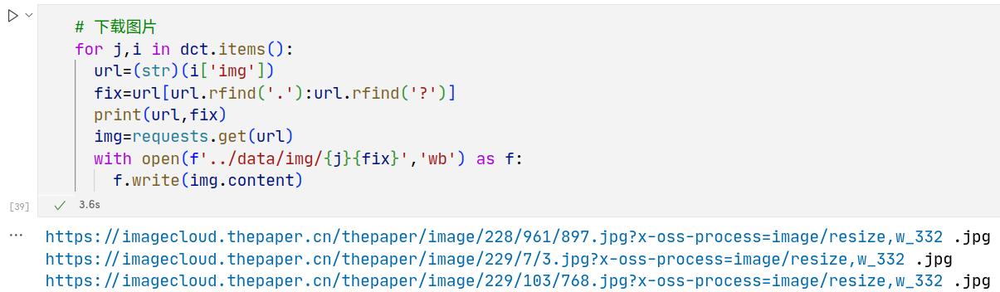 # 下载图片
for j,i in dct.items():
url=(str)(i['img'])
fix=url[url.rfind('.'):url.rfind('?')]
print(url,fix)
img=requests.get(url)
with open(f'../data/img/{j}{fix}','wb') as f:
f.write(img.content)
[39] 3.6s
https://imagecloud.thepaper.cn/thepaper/image/228/961/897.jpg?x-oss-process=image/resize,w_332 .jpg
https://imagecloud.thepaper.cn/thepaper/image/229/7/3.jpg?x-oss-process=image/resize,w_332 .jpg
https://imagecloud.thepaper.cn/thepaper/image/229/103/768.jpg?x-oss-process=image/resize,w_332 .jpg